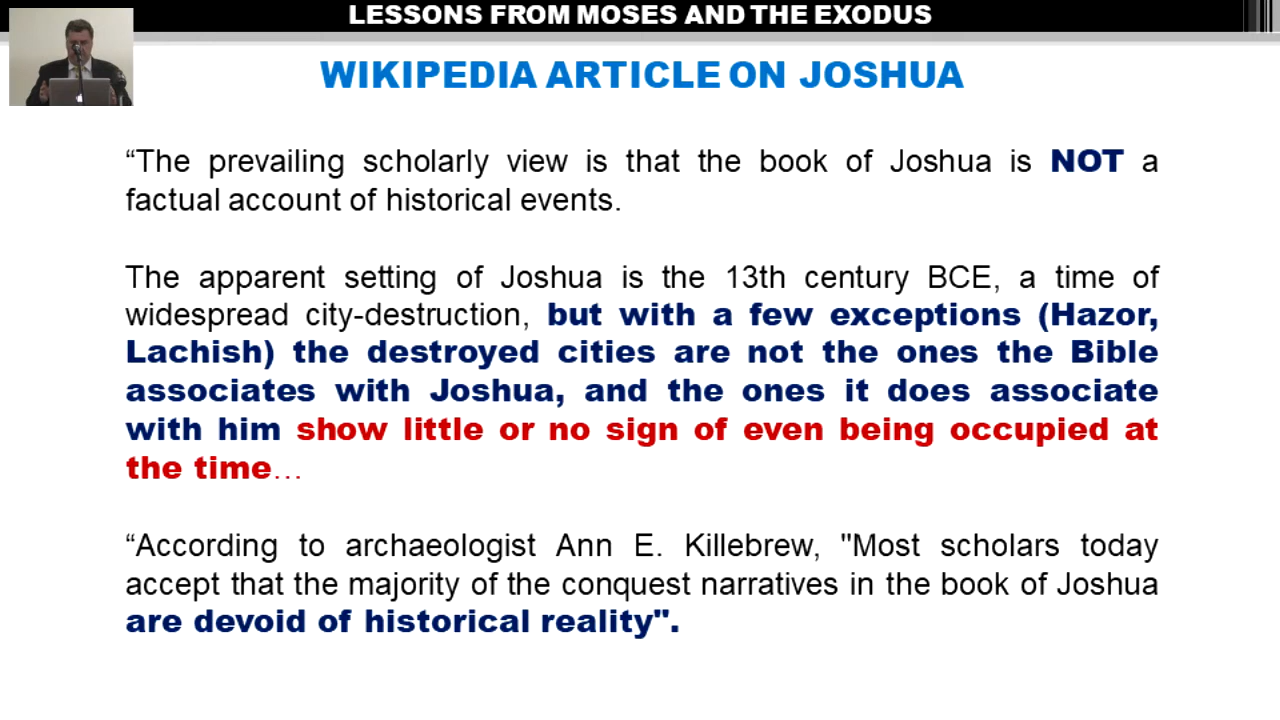 LESSONS FROM MOSES AND THE EXODUS
WIKIPEDIA ARTICLE ON JOSHUA
“The prevailing scholarly view is that the book of Joshua is NOT a
factual account of historical events.
The apparent setting of Joshua is the 13th century BCE, a time of
widespread city-destruction, but with a few exceptions (Hazor,
Lachish) the destroyed cities are not the ones the Bible
associates with Joshua, and the ones it does associate
with him show little or no sign of even being occupied at
the time…
“According to archaeologist Ann E. Killebrew, "Most scholars today
accept that the majority of the conquest narratives in the book of Joshua
are devoid of historical reality".